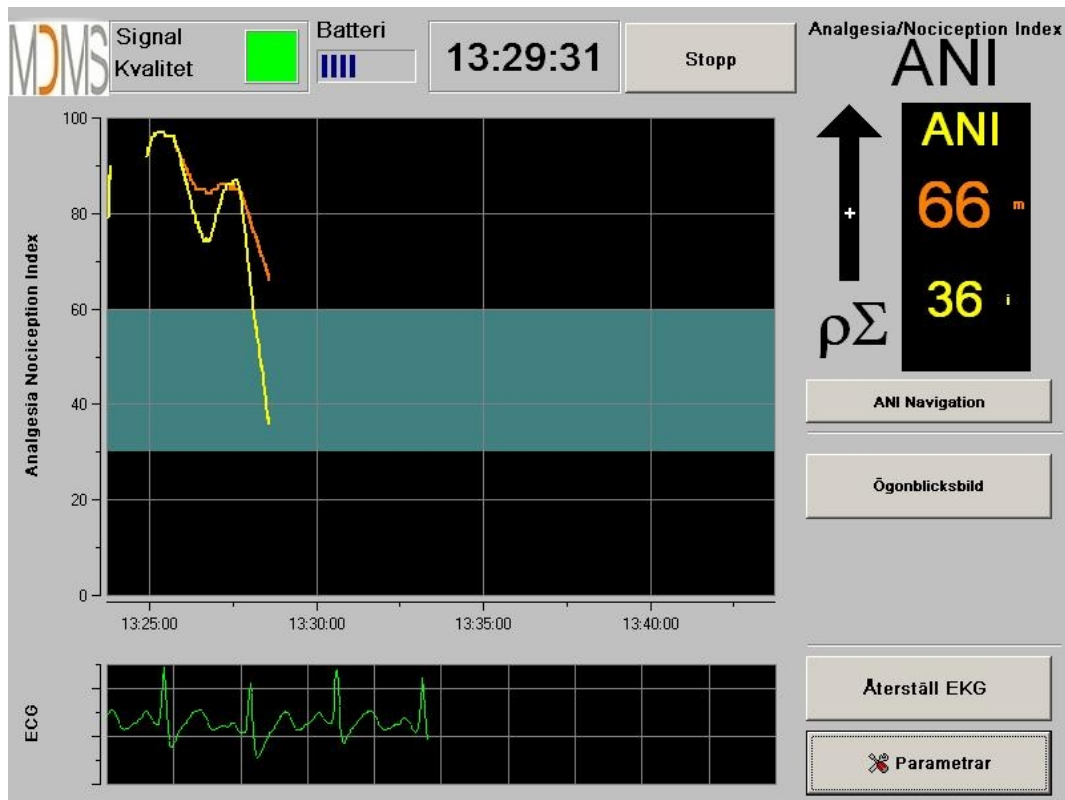 MDMS
Signal
Kvalitet
Batteri
13:29:31
Stopp
Analgesia/Nociception Index
ANI
ANI
66 m
36 i
+
ρΣ
ANI Navigation
Ögonblicksbild
Återställ EKG
Parametrar
Analgesia Nociception Index
100
80
60
40
20
0
13:25:00 13:30:00 13:35:00 13:40:00
ECG